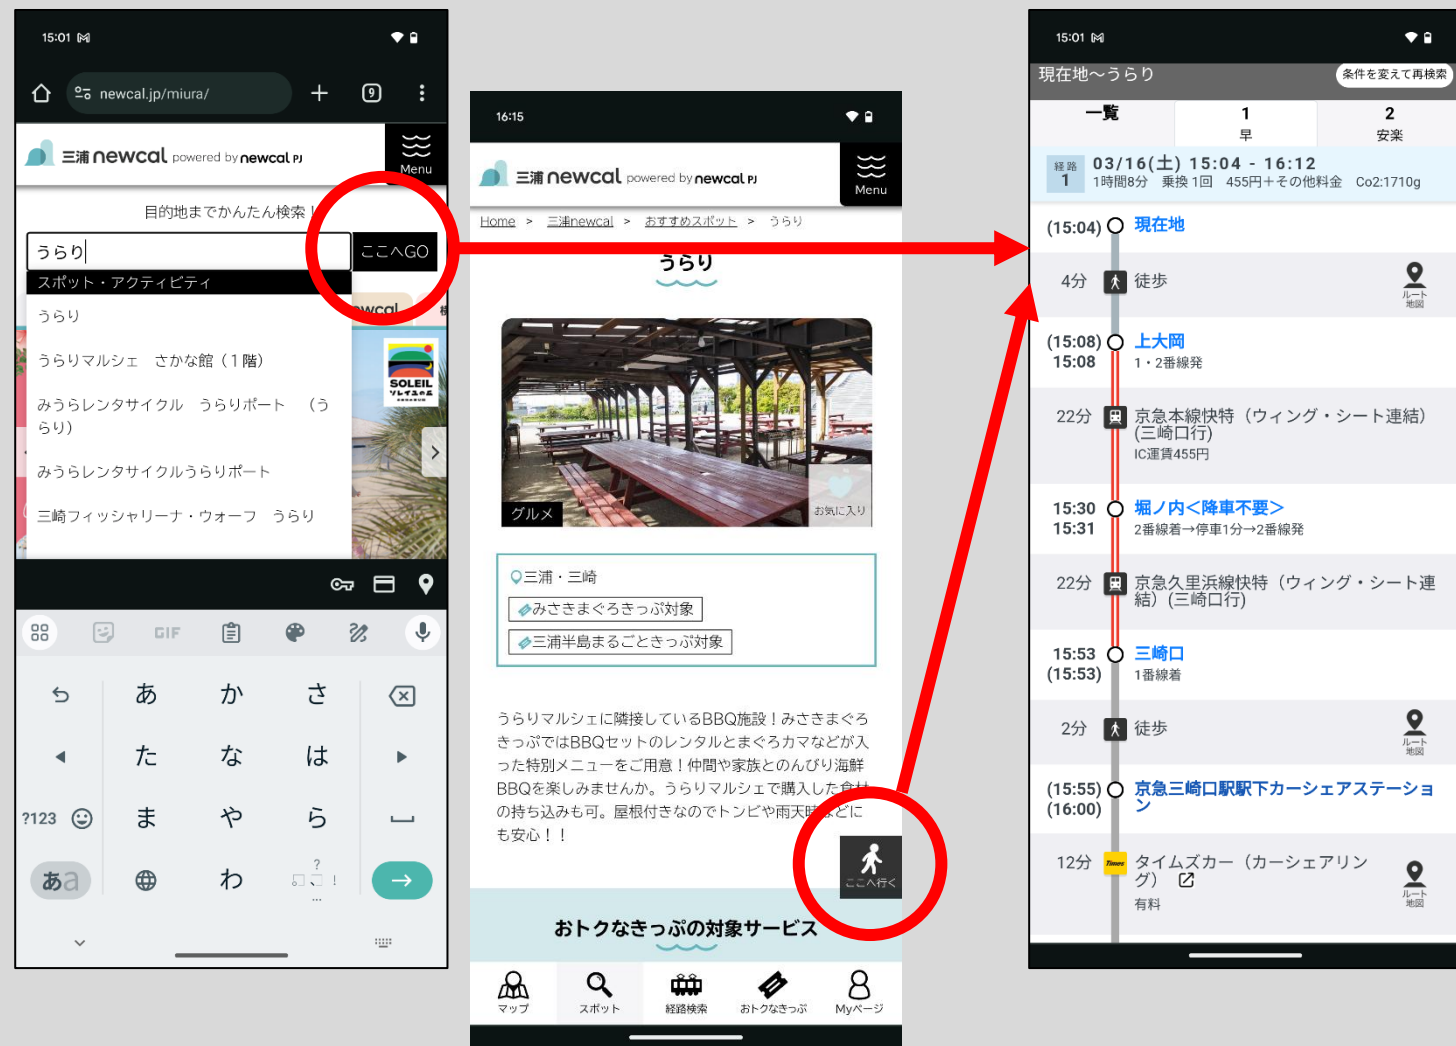 15:01
newcal.jp/miura/
9
三浦 newcal powered by newcal PJ
Menu
目的地までかんたん検索！
うらり
ここへGO
スポット・アクティビティ
うらり
うらりマルシェ　さかな館（1階）
みうらレンタサイクル　うらりポート　（う
らり）
みうらレンタサイクルうらりポート
三崎フィッシャリーナ・ウォーフ　うらり
SOLEIL
ソレイユの丘
GIF
あ
か
さ
た
な
は
?123
ま
や
ら
あa
わ
? ! …
16:15
三浦 newcal powered by newcal PJ
Menu
Home > 三浦newcal > おすすめスポット > うらり
うらり
グルメ
お気に入り
三浦・三崎
みさきまぐろきっぷ対象
三浦半島まるごときっぷ対象
うらりマルシェに隣接しているBBQ施設！みさきまぐろ
きっぷではBBQセットのレンタルとまぐろカマなどが入
った特別メニューをご用意！仲間や家族とのんびり海鮮
BBQを楽しみませんか。うらりマルシェで購入した食材
の持ち込みも可。屋根付きなのでトンビや雨天時などに
も安心！！
ここへ行く
おトクなきっぷの対象サービス
マップ
スポット
経路検索
おトクなきっぷ
Myページ
15:01
現在地～うらり
条件を変えて再検索
一覧
1
早
2
安楽
経路
1
03/16(土) 15:04 - 16:12
1時間8分　乗換 1回　455円＋その他料金　Co2:1710g
(15:04) 現在地
4分 徒歩
ルート
地図
(15:08) 上大岡
15:08 1・2番線発
22分 京急本線快特（ウィング・シート連結）
(三崎口行)
IC運賃455円
15:30 堀ノ内＜降車不要＞
15:31 2番線着→停車1分→2番線発
22分 京急久里浜線快特（ウィング・シート連
結）(三崎口行)
15:53 三崎口
(15:53) 1番線着
2分 徒歩
ルート
地図
(15:55) 京急三崎口駅駅下カーシェアステーショ
(16:00) ン
12分 Times タイムズカー（カーシェアリン
グ）
有料
ルート
地図